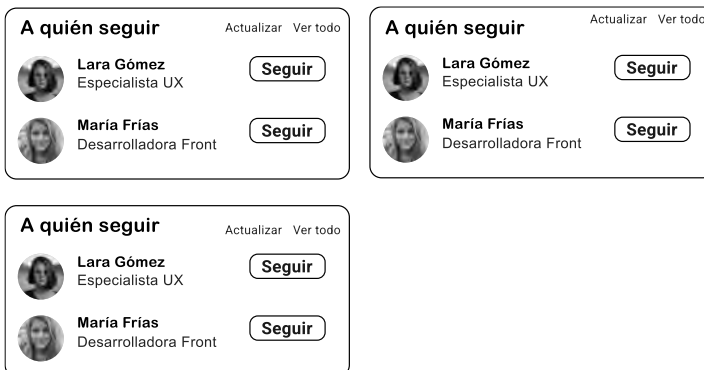 A quién seguir Actualizar Ver todo
Lara Gómez
Especialista UX
Seguir
María Frías
Desarrolladora Front
Seguir
A quién seguir Actualizar Ver todo
Lara Gómez
Especialista UX
Seguir
María Frías
Desarrolladora Front
Seguir
A quién seguir Actualizar Ver todo
Lara Gómez
Especialista UX
Seguir
María Frías
Desarrolladora Front
Seguir